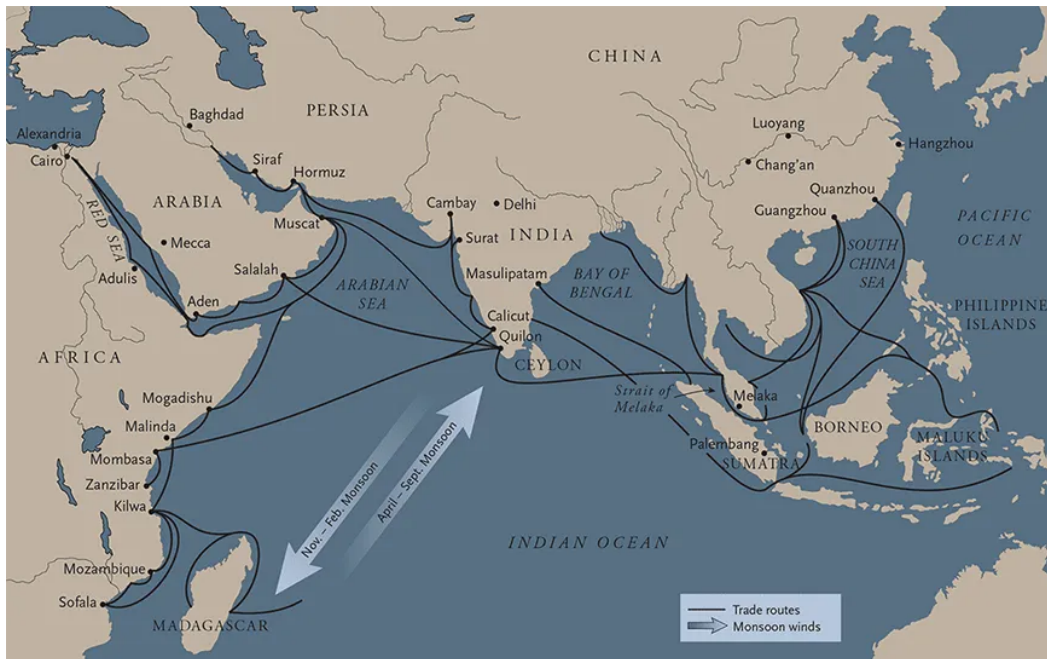 CHINA
PERSIA
Baghdad
Luoyang
Alexandria
Hangzhou
Cairo
Siraf
Chang'an
Hormuz
Quanzhou
ARABIA
Cambay
Delhi
Guangzhou
RED SEA
Muscat
PACIFIC
OCEAN
Mecca
Surat
INDIA
SOUTH
CHINA
SEA
Salalah
Masulipatam
BAY OF
BENGAL
Adulis
ARABIAN
SEA
Aden
PHILIPPINE
ISLANDS
Calicut
Quilon
AFRICA
CEYLON
Strait of
Melaka
Melaka
Mogadishu
Malinda
BORNEO
MALUKU
ISLANDS
Mombasa
Palembang
SUMATRA
Zanzibar
Kilwa
Nov. – Feb. Monsoon
April – Sept. Monsoon
INDIAN OCEAN
Mozambique
Sofala
MADAGASCAR
Trade routes
Monsoon winds